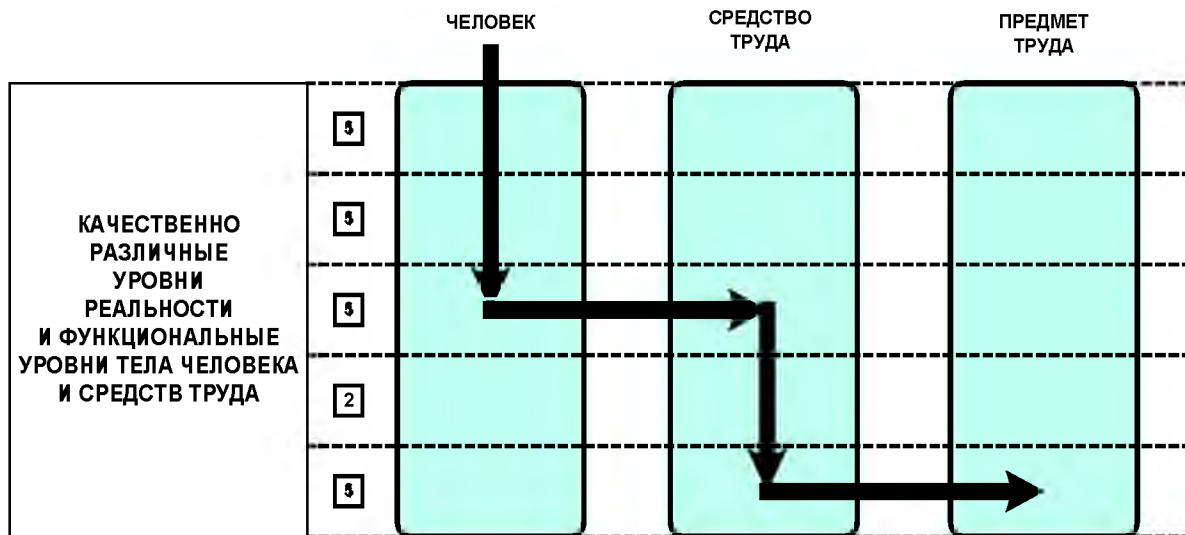 ЧЕЛОВЕК
СРЕДСТВО
ТРУДА
ПРЕДМЕТ
ТРУДА
КАЧЕСТВЕННО
РАЗЛИЧНЫЕ
УРОВНИ
РЕАЛЬНОСТИ
И ФУНКЦИОНАЛЬНЫЕ
УРОВНИ ТЕЛА ЧЕЛОВЕКА
И СРЕДСТВ ТРУДА
2